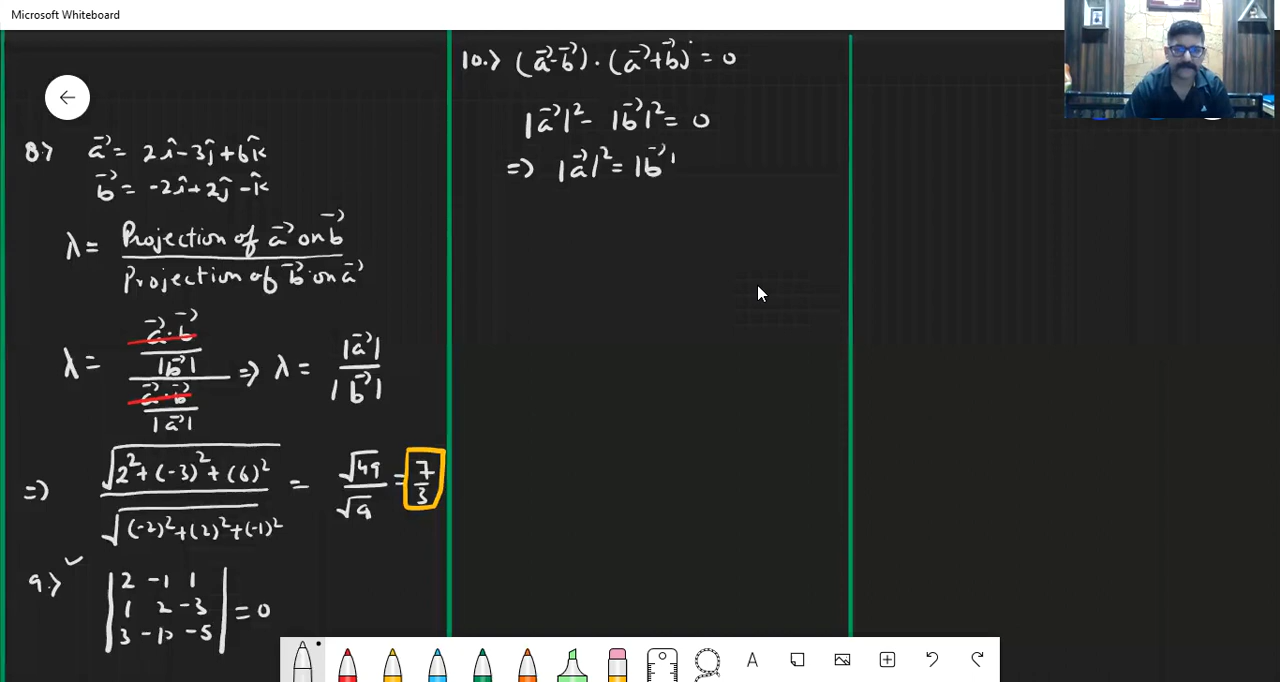 Microsoft Whiteboard
8.) a⃗ = 2î - 3ĵ + 6k̂
b⃗ = -2î + 2ĵ - k̂
λ = Projection of a⃗ on b⃗ / Projection of b⃗ on a⃗
λ = (a⃗·b⃗ / |b⃗|) / (a⃗·b⃗ / |a⃗|) => λ = |a⃗| / |b⃗|
=> √(2² + (-3)² + (6)²) / √((-2)² + (2)² + (-1)²) = √49 / √9 = 7/3
9.) | 2 -1 1 |
| 1 2 -3 | = 0
| 3 -λ -5 |
10.) (a⃗ - b⃗) · (a⃗ + b⃗) = 0
|a⃗|² - |b⃗|² = 0
=> |a⃗|² = |b⃗|
A